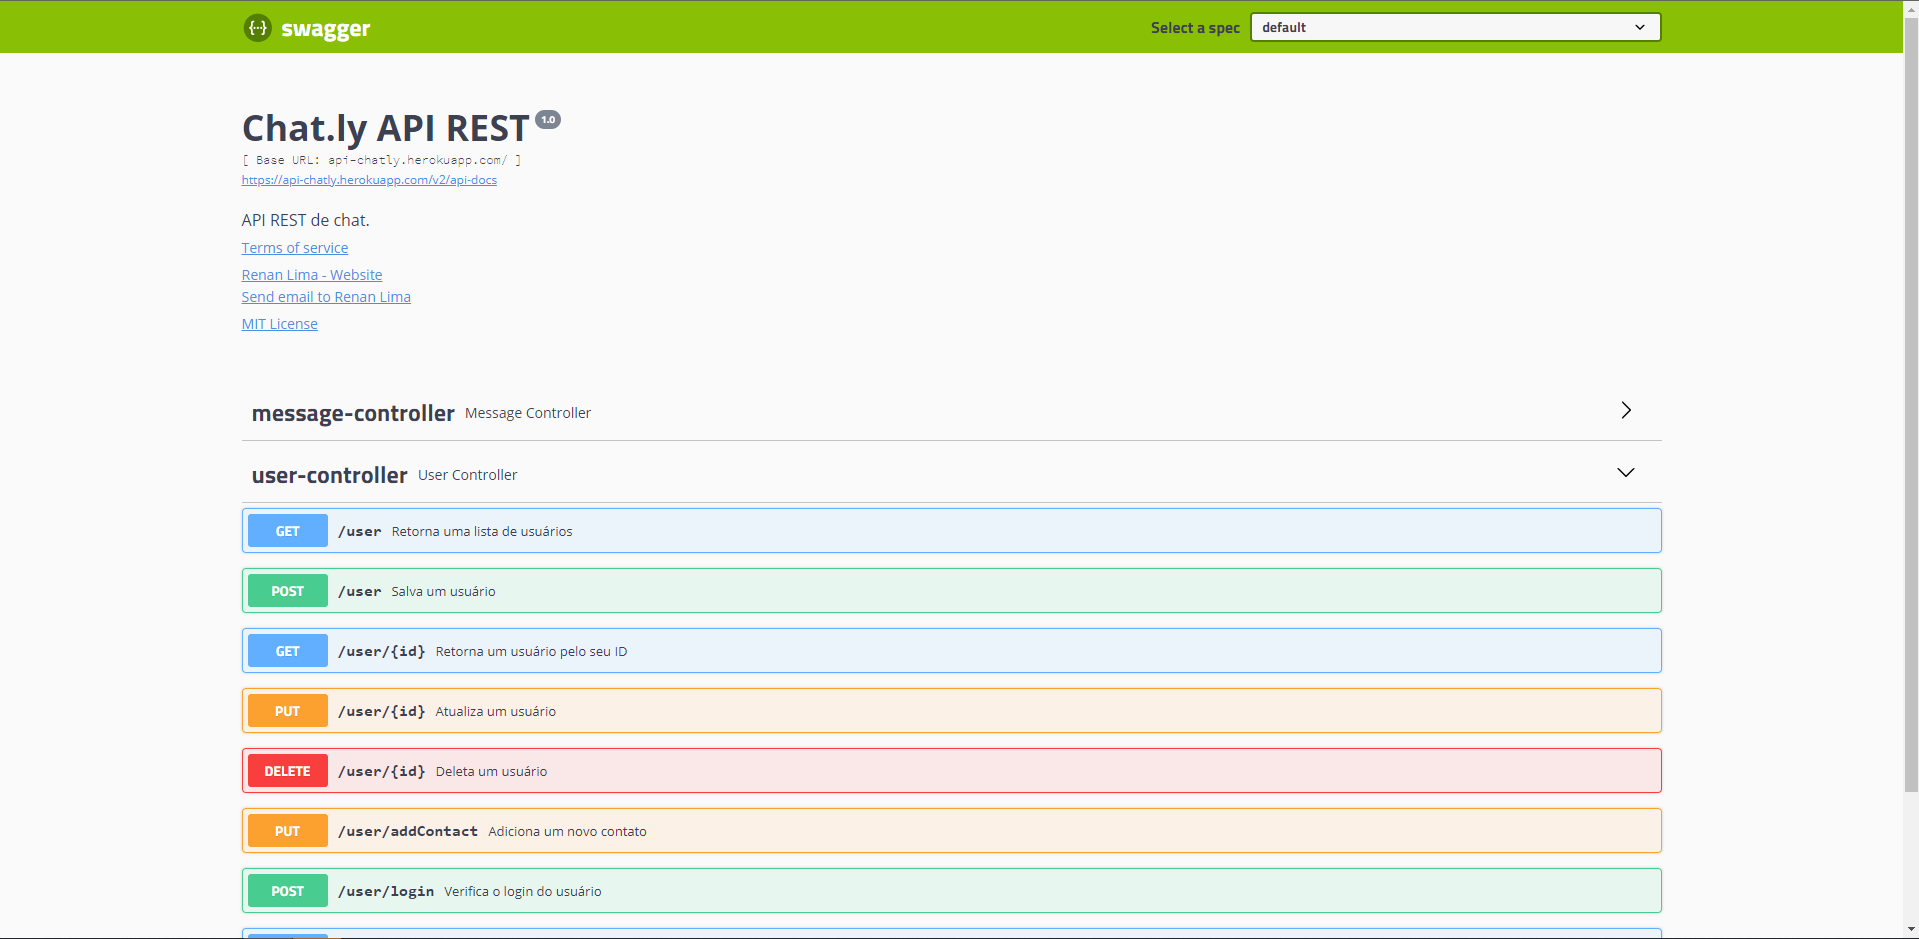 {··} swagger
Select a spec default
Chat.ly API REST 1.0
[ Base URL: api-chatly.herokuapp.com/ ]
https://api-chatly.herokuapp.com/v2/api-docs
API REST de chat.
Terms of service
Renan Lima - Website
Send email to Renan Lima
MIT License
message-controller Message Controller
user-controller User Controller
GET /user Retorna uma lista de usuários
POST /user Salva um usuário
GET /user/{id} Retorna um usuário pelo seu ID
PUT /user/{id} Atualiza um usuário
DELETE /user/{id} Deleta um usuário
PUT /user/addContact Adiciona um novo contato
POST /user/login Verifica o login do usuário